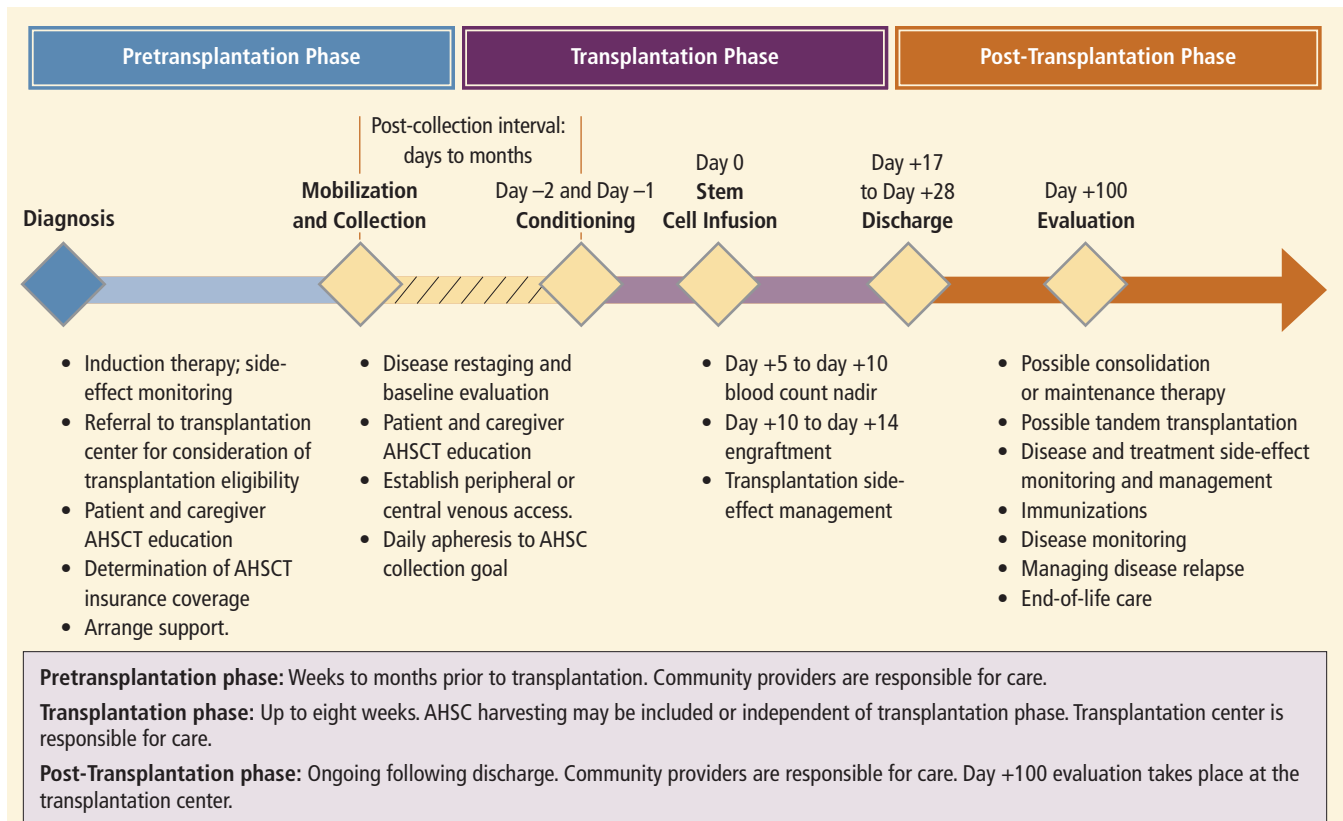 Pretransplantation Phase
Transplantation Phase
Post-Transplantation Phase
Post-collection interval:
days to months
Diagnosis
Mobilization
and Collection
Day –2 and Day –1
Conditioning
Day 0
Stem
Cell Infusion
Day +17
to Day +28
Discharge
Day +100
Evaluation
• Induction therapy; side-
effect monitoring
• Referral to transplantation
center for consideration of
transplantation eligibility
• Patient and caregiver
AHSCT education
• Determination of AHSCT
insurance coverage
• Arrange support.
• Disease restaging and
baseline evaluation
• Patient and caregiver
AHSCT education
• Establish peripheral or
central venous access.
• Daily apheresis to AHSC
collection goal
• Day +5 to day +10
blood count nadir
• Day +10 to day +14
engraftment
• Transplantation side-
effect management
• Possible consolidation
or maintenance therapy
• Possible tandem transplantation
• Disease and treatment side-effect
monitoring and management
• Immunizations
• Disease monitoring
• Managing disease relapse
• End-of-life care
Pretransplantation phase: Weeks to months prior to transplantation. Community providers are responsible for care.
Transplantation phase: Up to eight weeks. AHSC harvesting may be included or independent of transplantation phase. Transplantation center is
responsible for care.
Post-Transplantation phase: Ongoing following discharge. Community providers are responsible for care. Day +100 evaluation takes place at the
transplantation center.